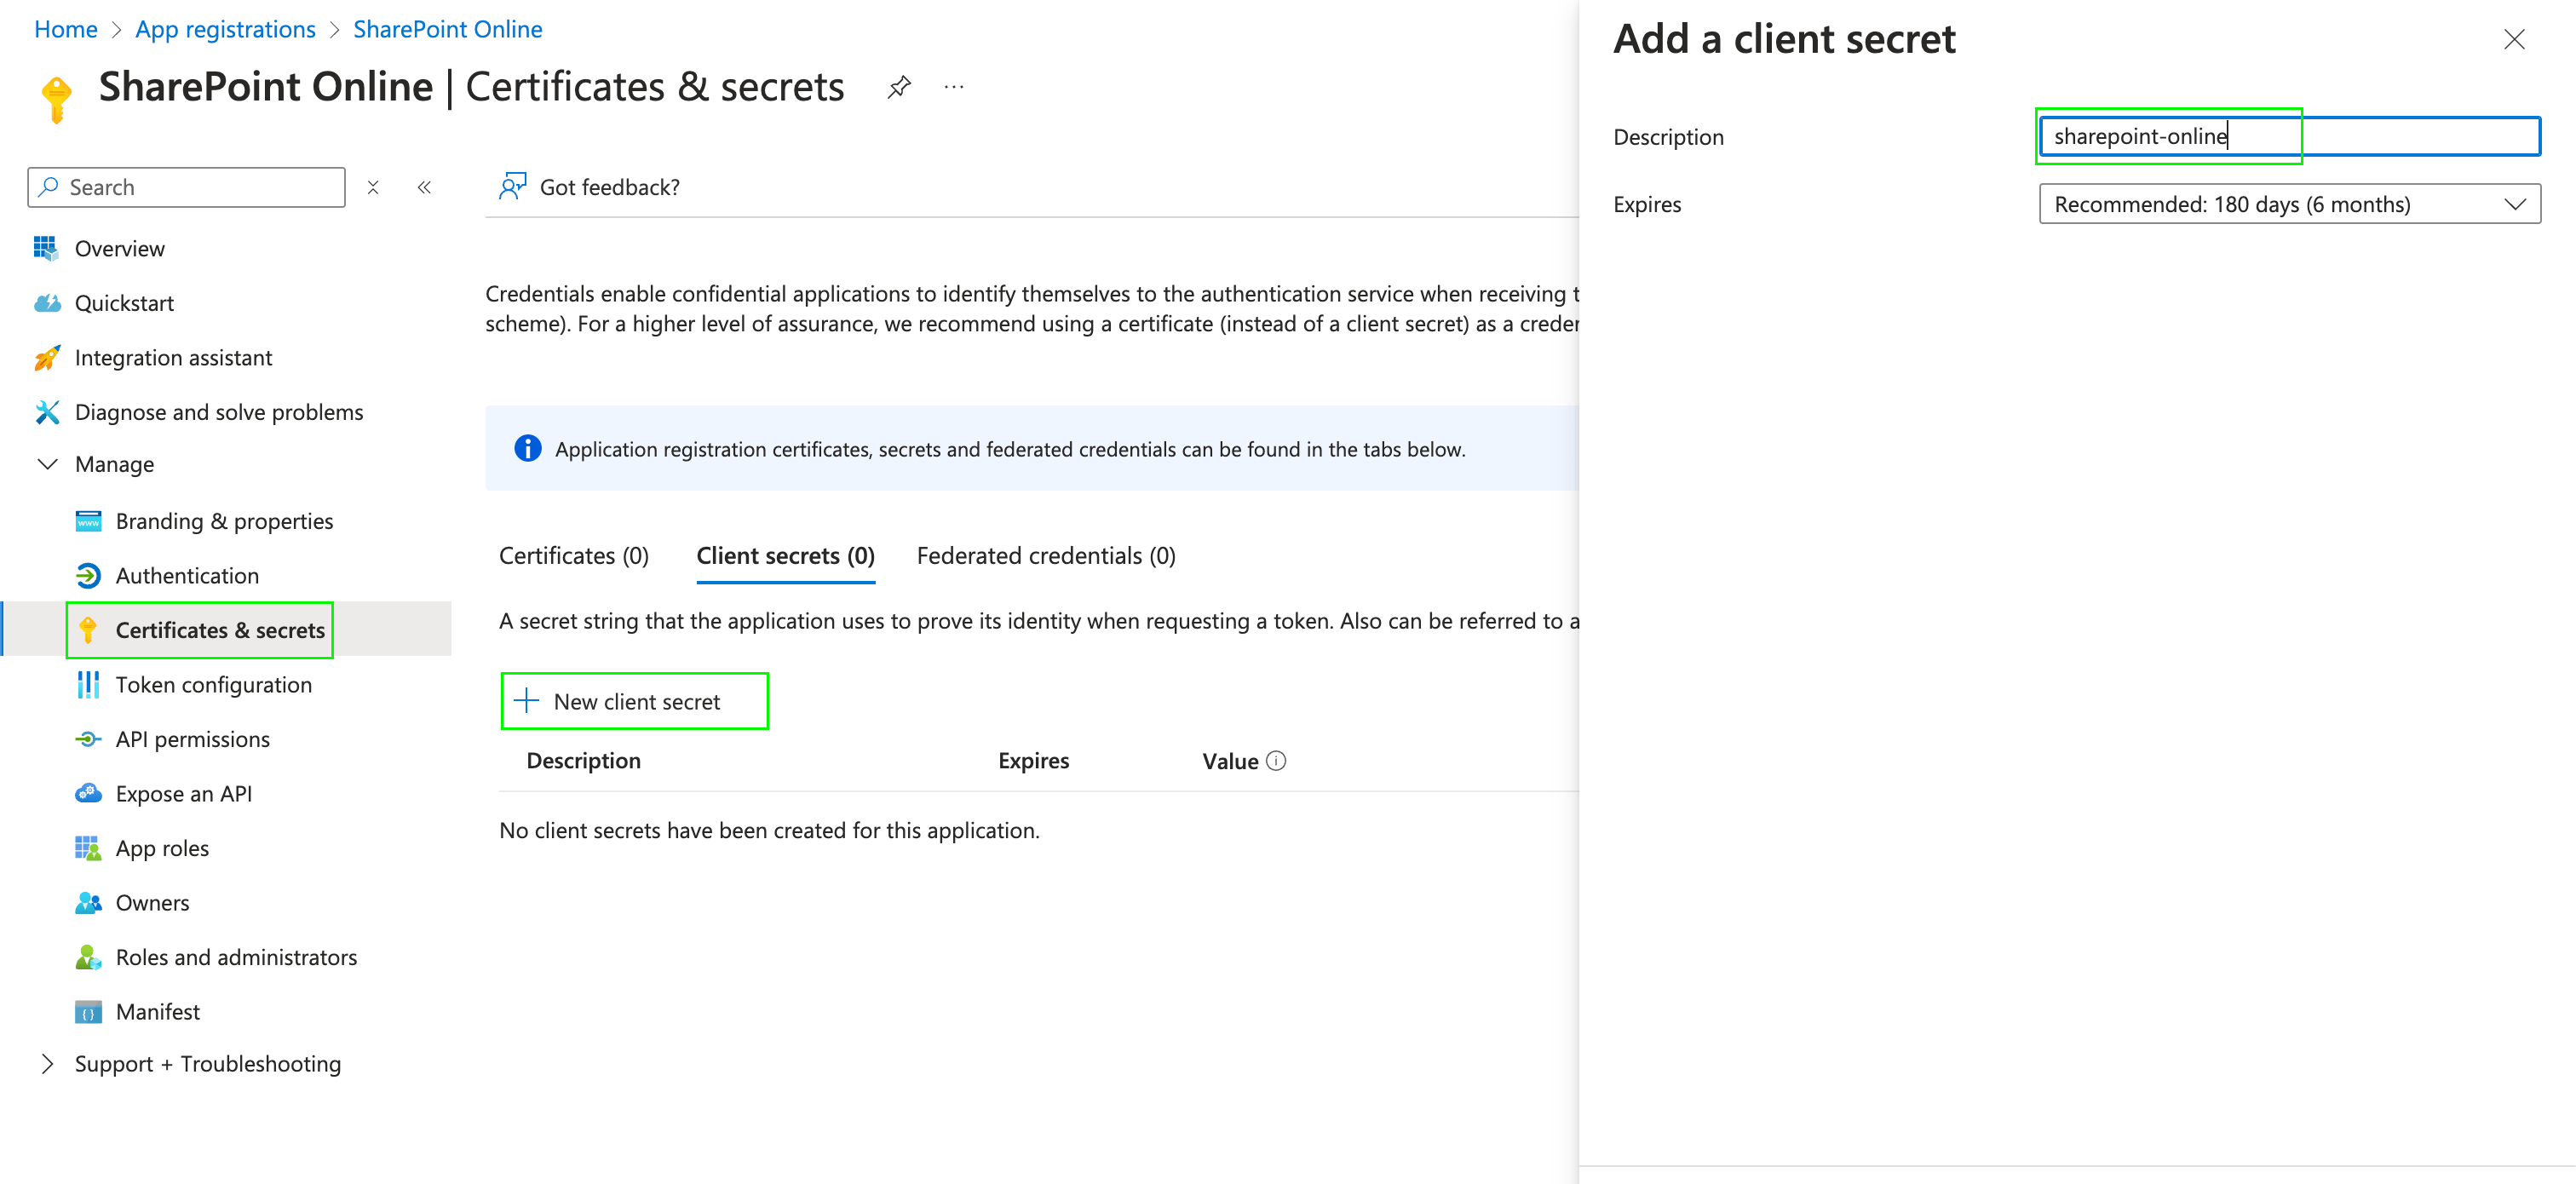 Home > App registrations > SharePoint Online
SharePoint Online | Certificates & secrets
Search
Overview
Quickstart
Integration assistant
Diagnose and solve problems
Manage
www
Branding & properties
Authentication
Certificates & secrets
Token configuration
API permissions
Expose an API
App roles
Owners
Roles and administrators
Manifest
Support + Troubleshooting
Got feedback?
Credentials enable confidential applications to identify themselves to the authentication service when receiving t
scheme). For a higher level of assurance, we recommend using a certificate (instead of a client secret) as a creden
Application registration certificates, secrets and federated credentials can be found in the tabs below.
Certificates (0) Client secrets (0) Federated credentials (0)
A secret string that the application uses to prove its identity when requesting a token. Also can be referred to a
New client secret
Description Expires Value
No client secrets have been created for this application.
Add a client secret
Description sharepoint-online
Expires Recommended: 180 days (6 months)